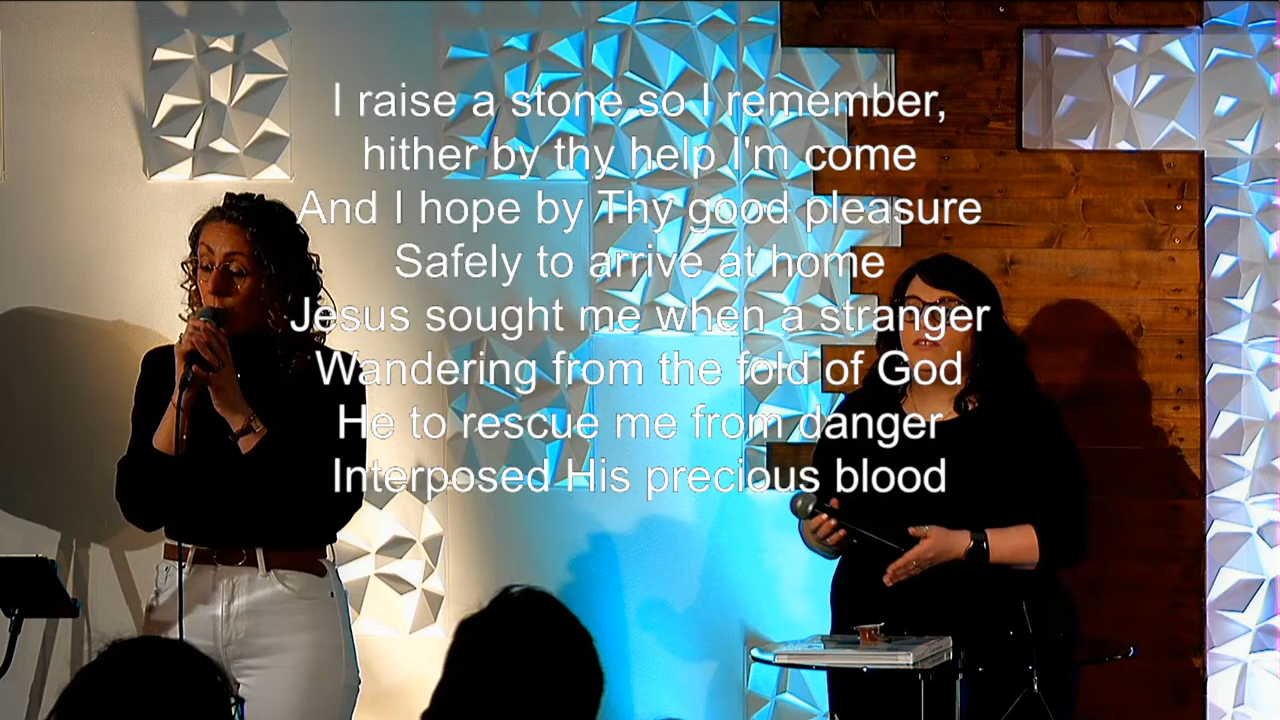 I raise a stone so I remember,
hither by thy help I'm come
And I hope by Thy good pleasure
Safely to arrive at home
Jesus sought me when a stranger
Wandering from the fold of God
He to rescue me from danger
Interposed His precious blood